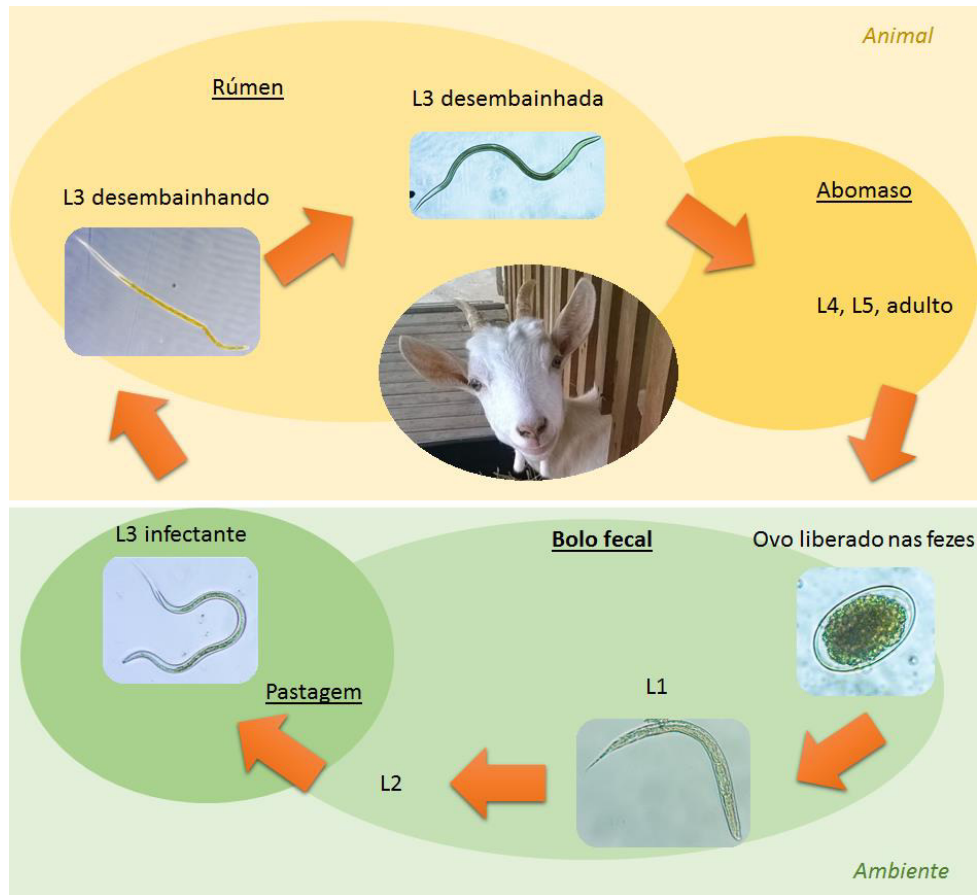 Animal
Rúmen
L3 desembainhada
L3 desembainhando
Abomaso
L4, L5, adulto
L3 infectante
Bolo fecal
Ovo liberado nas fezes
Pastagem
L1
L2
Ambiente